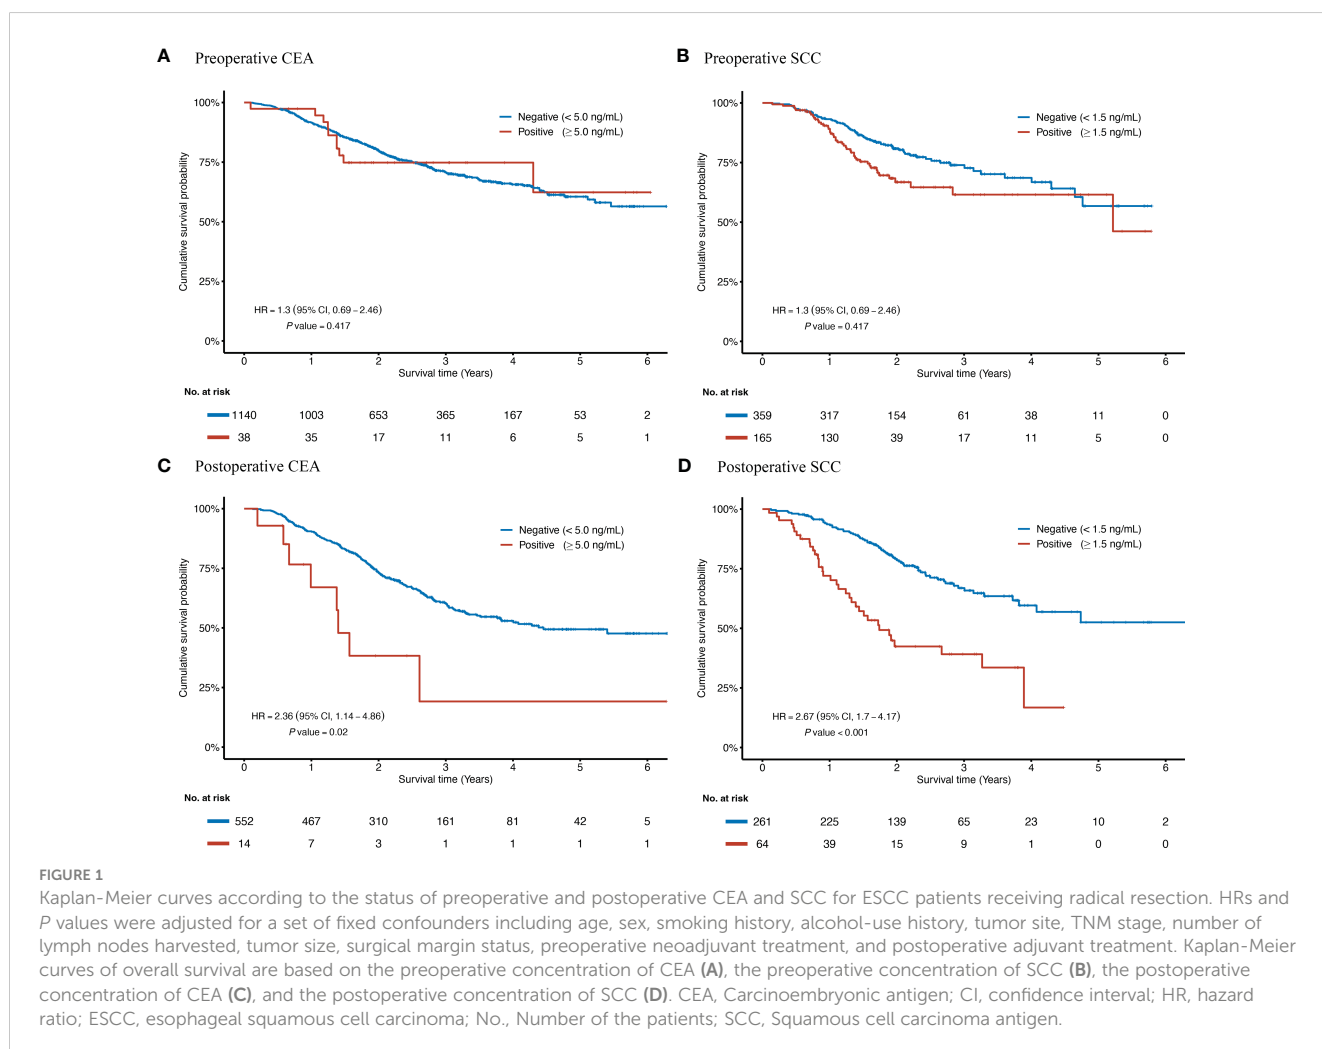 A Preoperative CEA
100%
75%
50%
25%
0%
Cumulative survival probability
Negative (< 5.0 ng/mL)
Positive (≥ 5.0 ng/mL)
HR = 1.3 (95% CI, 0.69 – 2.46)
P value = 0.417
0 1 2 3 4 5 6
Survival time (Years)
No. at risk
1140 1003 653 365 167 53 2
38 35 17 11 6 5 1
B Preoperative SCC
100%
75%
50%
25%
0%
Cumulative survival probability
Negative (< 1.5 ng/mL)
Positive (≥ 1.5 ng/mL)
HR = 1.3 (95% CI, 0.69 – 2.46)
P value = 0.417
0 1 2 3 4 5 6
Survival time (Years)
No. at risk
359 317 154 61 38 11 0
165 130 39 17 11 5 0
C Postoperative CEA
100%
75%
50%
25%
0%
Cumulative survival probability
Negative (< 5.0 ng/mL)
Positive (≥ 5.0 ng/mL)
HR = 2.36 (95% CI, 1.14 – 4.86)
P value = 0.02
0 1 2 3 4 5 6
Survival time (Years)
No. at risk
552 467 310 161 81 42 5
14 7 3 1 1 1 1
D Postoperative SCC
100%
75%
50%
25%
0%
Cumulative survival probability
Negative (< 1.5 ng/mL)
Positive (≥ 1.5 ng/mL)
HR = 2.67 (95% CI, 1.7 – 4.17)
P value < 0.001
0 1 2 3 4 5 6
Survival time (Years)
No. at risk
261 225 139 65 23 10 2
64 39 15 9 1 0 0
FIGURE 1
Kaplan-Meier curves according to the status of preoperative and postoperative CEA and SCC for ESCC patients receiving radical resection. HRs and
P values were adjusted for a set of fixed confounders including age, sex, smoking history, alcohol-use history, tumor site, TNM stage, number of
lymph nodes harvested, tumor size, surgical margin status, preoperative neoadjuvant treatment, and postoperative adjuvant treatment. Kaplan-Meier
curves of overall survival are based on the preoperative concentration of CEA (A), the preoperative concentration of SCC (B), the postoperative
concentration of CEA (C), and the postoperative concentration of SCC (D). CEA, Carcinoembryonic antigen; CI, confidence interval; HR, hazard
ratio; ESCC, esophageal squamous cell carcinoma; No., Number of the patients; SCC, Squamous cell carcinoma antigen.